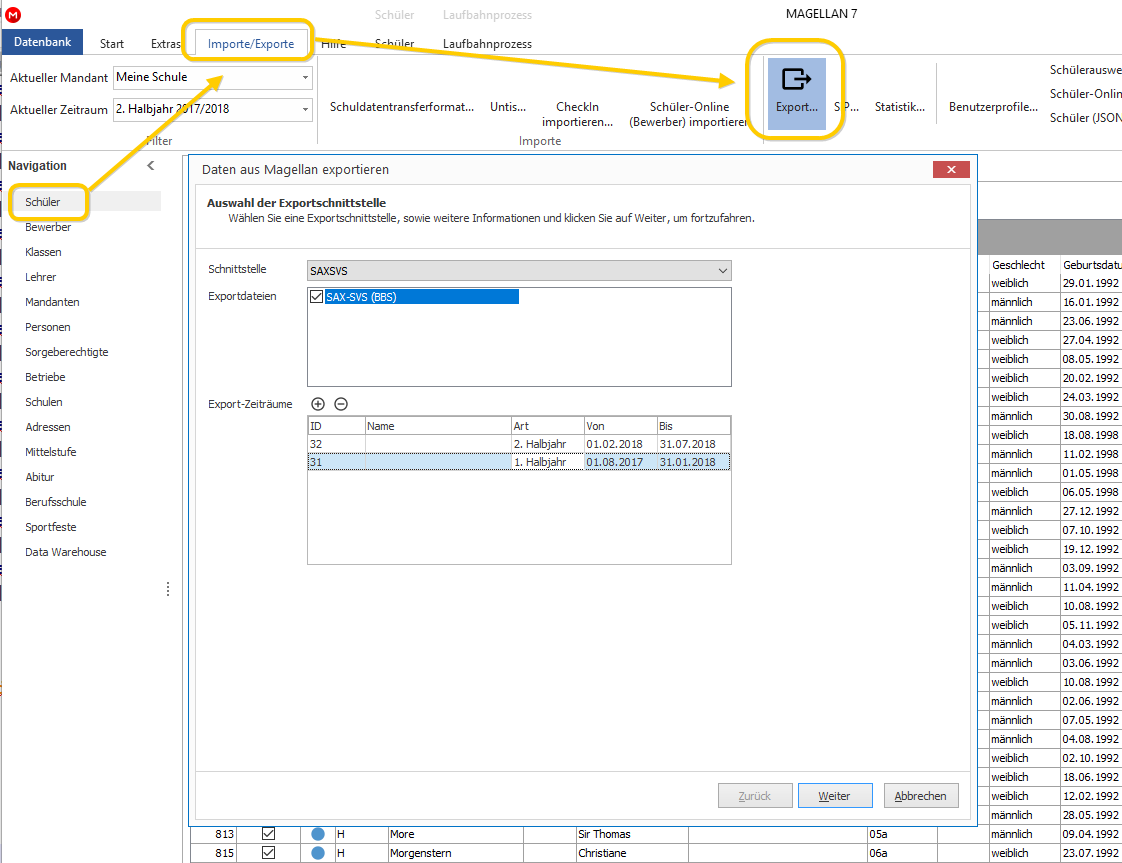 M
Schüler Laufbahnprozess MAGELLAN 7
Datenbank Start Extras Importe/Exporte Hilfe Schüler Laufbahnprozess
Aktueller Mandant Meine Schule
Aktueller Zeitraum 2. Halbjahr 2017/2018
Filter
Schuldatentransferformat... Untis... CheckIn importieren... Schüler-Online (Bewerber) importieren
Importe
Export... Statistik... Benutzerprofile...
Schülerauswe
Schüler-Onlin
Schüler (JSON
Navigation
Schüler
Bewerber
Klassen
Lehrer
Mandanten
Personen
Sorgeberechtigte
Betriebe
Schulen
Adressen
Mittelstufe
Abitur
Berufsschule
Sportfeste
Data Warehouse
Daten aus Magellan exportieren
Auswahl der Exportschnittstelle
Wählen Sie eine Exportschnittstelle, sowie weitere Informationen und klicken Sie auf Weiter, um fortzufahren.
Schnittstelle SAXSVS
Exportdateien SAX-SVS (BBS)
Export-Zeiträume
ID Name Art Von Bis
32 2. Halbjahr 01.02.2018 31.07.2018
31 1. Halbjahr 01.08.2017 31.01.2018
Zurück Weiter Abbrechen
Geschlecht Geburtsdatu
weiblich 29.01.1992
männlich 16.01.1992
männlich 23.06.1992
weiblich 27.04.1992
weiblich 08.05.1992
weiblich 20.02.1992
weiblich 24.03.1992
männlich 30.08.1992
weiblich 18.08.1998
männlich 11.02.1998
männlich 01.05.1998
weiblich 06.05.1998
männlich 27.12.1992
weiblich 07.10.1992
weiblich 19.12.1992
männlich 03.09.1992
männlich 11.04.1992
weiblich 10.08.1992
weiblich 05.11.1992
männlich 04.03.1992
männlich 03.06.1992
weiblich 10.08.1992
männlich 02.06.1992
männlich 07.05.1992
männlich 04.08.1992
weiblich 02.10.1992
weiblich 18.06.1992
weiblich 12.02.1992
männlich 28.05.1992
813 H More Sir Thomas 05a männlich 09.04.1992
815 H Morgenstern Christiane 06a weiblich 23.07.1992